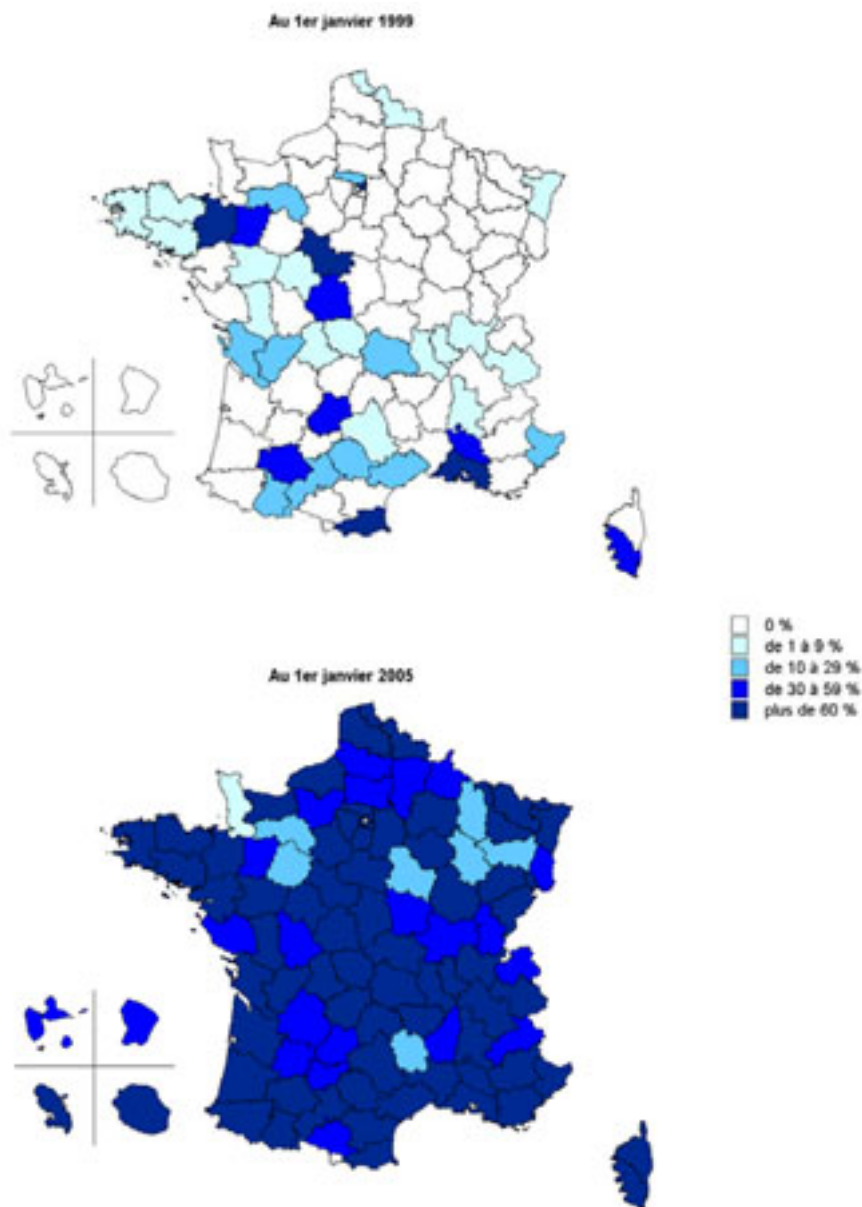 Au 1er janvier 1999
0 %
de 1 à 9 %
de 10 à 29 %
de 30 à 59 %
plus de 60 %
Au 1er janvier 2005